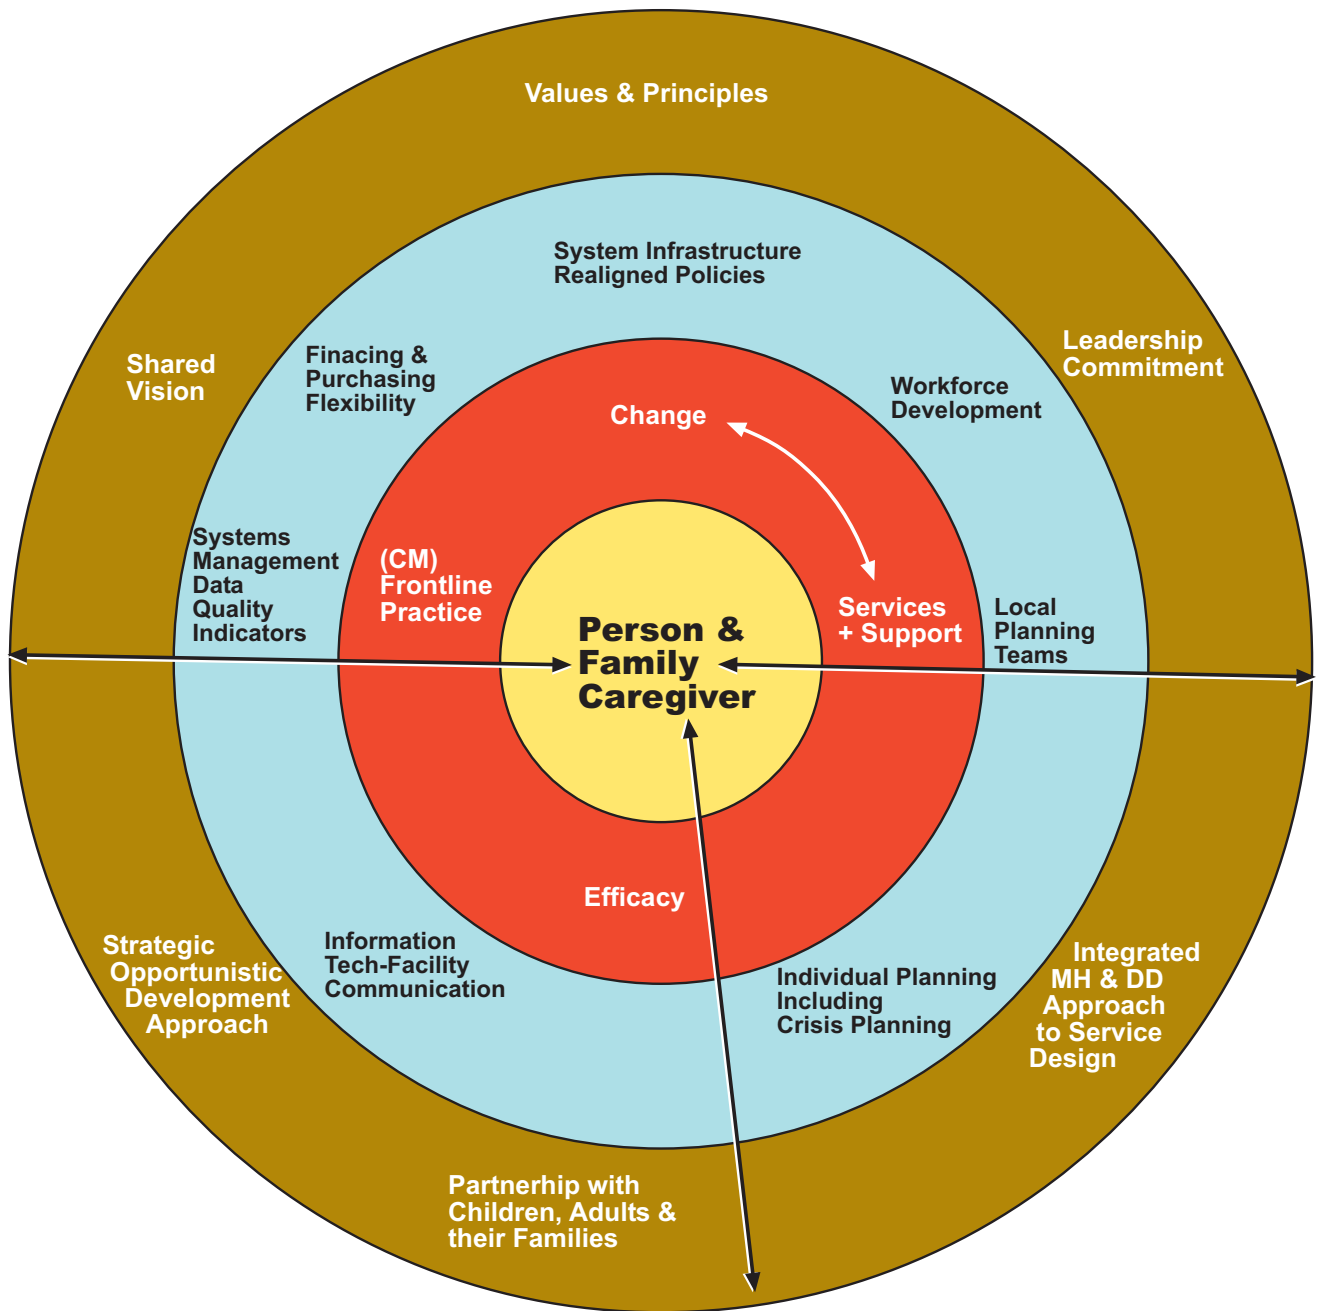 Values & Principles
System Infrastructure
Realigned Policies
Leadership
Commitment
Shared
Vision
Finacing &
Purchasing
Flexibility
Workforce
Development
Change
Systems
Management
Data
Quality
Indicators
(CM)
Frontline
Practice
Services
+ Support
Local
Planning
Teams
Person &
Family
Caregiver
Efficacy
Strategic
Opportunistic
Development
Approach
Information
Tech-Facility
Communication
Individual Planning
Including
Crisis Planning
Integrated
MH & DD
Approach
to Service
Design
Partnerhip with
Children, Adults &
their Families